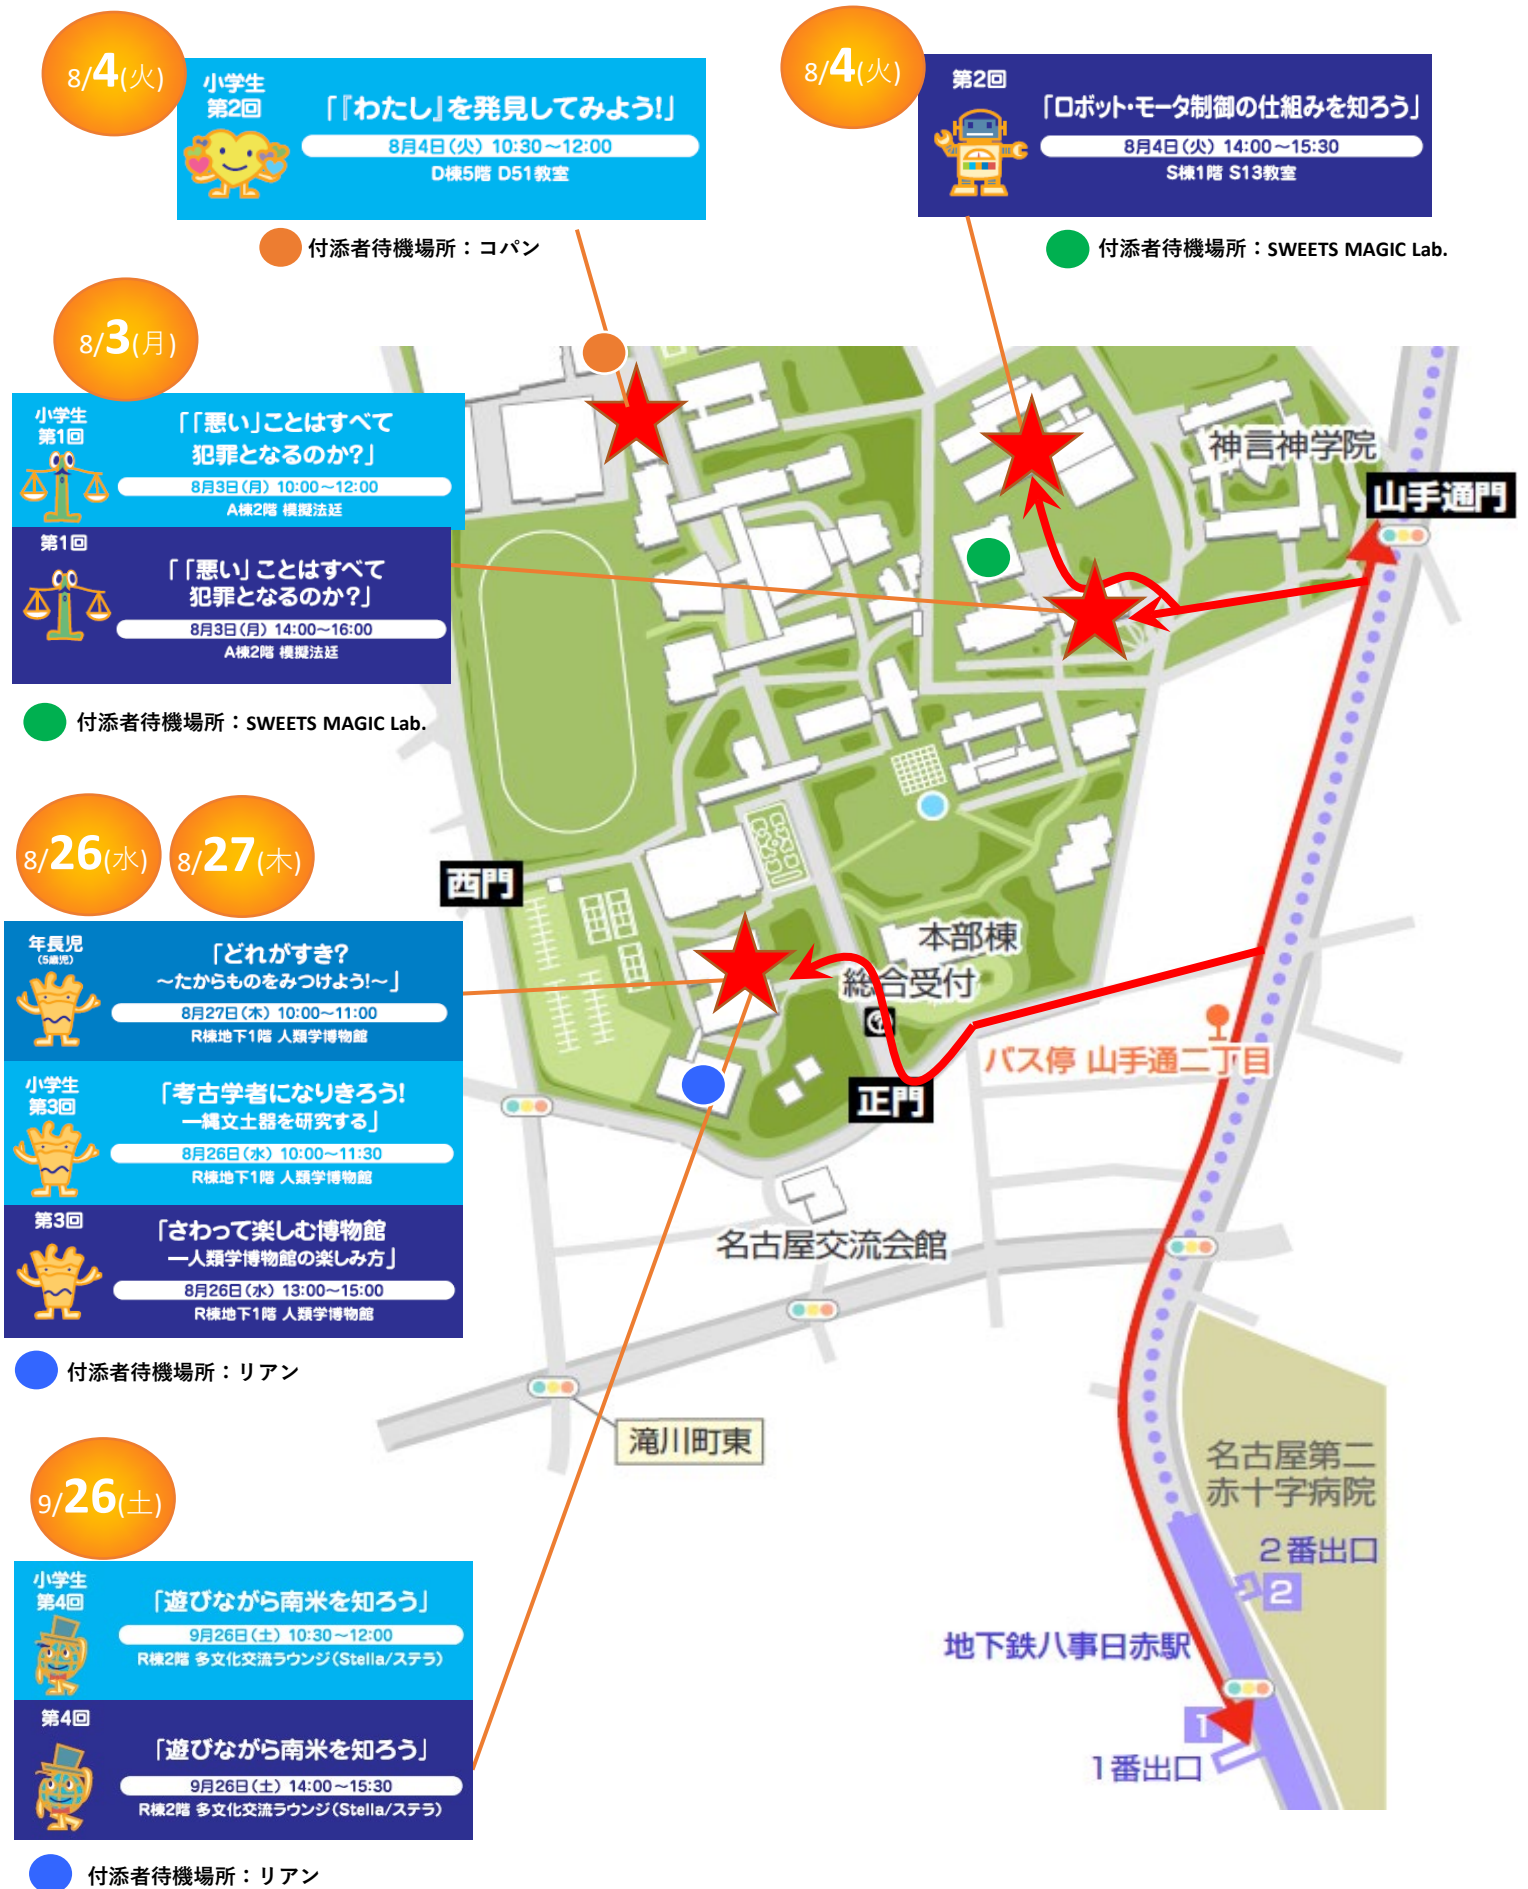 8/4(火)
小学生
第2回
「『わたし』を発見してみよう!」
8月4日(火) 10:30～12:00
D棟5階 D51教室
付添者待機場所：コパン
8/4(火)
第2回
「ロボット・モータ制御の仕組みを知ろう」
8月4日(火) 14:00～15:30
S棟1階 S13教室
付添者待機場所：SWEETS MAGIC Lab.
8/3(月)
小学生
第1回
「「悪い」ことはすべて
犯罪となるのか?」
8月3日(月) 10:00～12:00
A棟2階 模擬法廷
第1回
「「悪い」ことはすべて
犯罪となるのか?」
8月3日(月) 14:00～16:00
A棟2階 模擬法廷
付添者待機場所：SWEETS MAGIC Lab.
8/26(水)
8/27(木)
年長児
(5歳児)
「どれがすき?
～たからものをみつけよう!～」
8月27日(木) 10:00～11:00
R棟地下1階 人類学博物館
小学生
第3回
「考古学者になりきろう!
―縄文土器を研究する」
8月26日(水) 10:00～11:30
R棟地下1階 人類学博物館
第3回
「さわって楽しむ博物館
―人類学博物館の楽しみ方」
8月26日(水) 13:00～15:00
R棟地下1階 人類学博物館
付添者待機場所：リアン
9/26(土)
小学生
第4回
「遊びながら南米を知ろう」
9月26日(土) 10:30～12:00
R棟2階 多文化交流ラウンジ(Stella/ステラ)
第4回
「遊びながら南米を知ろう」
9月26日(土) 14:00～15:30
R棟2階 多文化交流ラウンジ(Stella/ステラ)
付添者待機場所：リアン
神言神学院
山手通門
西門
本部棟
総合受付
正門
バス停 山手通二丁目
名古屋交流会館
滝川町東
名古屋第二
赤十字病院
2番出口
2
地下鉄八事日赤駅
1
1番出口